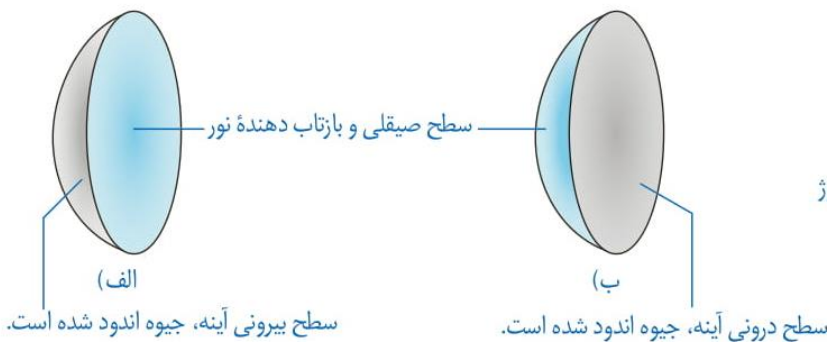 سطح صیقلی و بازتاب دهندهٔ نور
ژ
الف)
ب)
سطح بیرونی آینه، جیوه اندود شده است.
سطح درونی آینه، جیوه اندود شده است.